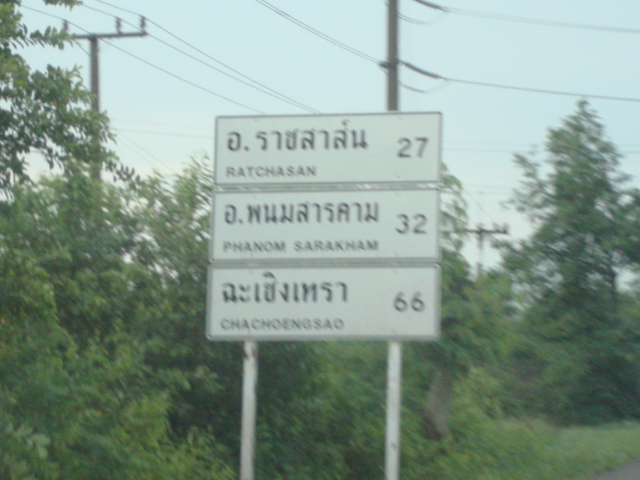 อ. ราชสาส์น 27
RATCHASAN
อ.พนมสารคาม 32
PHANOM SARAKHAM
ฉะเชิงเทรา 66
CHACHOENGSAO